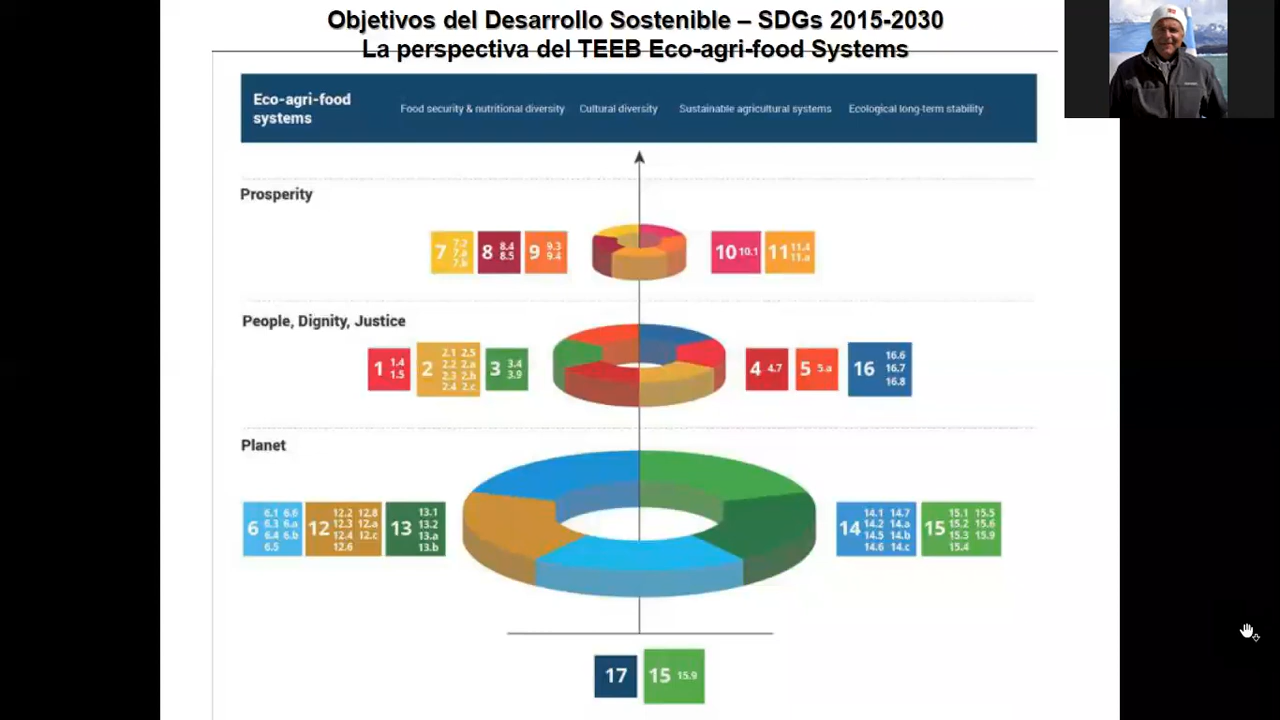 Objetivos del Desarrollo Sostenible – SDGs 2015-2030
La perspectiva del TEEB Eco-agri-food Systems
Eco-agri-food
systems
Food security & nutritional diversity
Cultural diversity
Sustainable agricultural systems
Ecological long-term stability
Prosperity
7
7.a
7.b
8
8.4
8.5
9
9.3
9.4
10 10.1
11
11.4
11.a
People, Dignity, Justice
1
1.4
1.5
2
2.1 2.5
2.2 2.a
2.3 2.b
2.4 2.c
3
3.4
3.9
4 4.7
5 5.a
16
16.6
16.7
16.8
Planet
6
6.1 6.6
6.3 6.a
6.4 6.b
6.5
12
12.2 12.8
12.3 12.a
12.4 12.c
12.6
13
13.1
13.2
13.a
13.b
14
14.1 14.7
14.2 14.a
14.5 14.b
14.6 14.c
15
15.1 15.5
15.2 15.6
15.3 15.9
15.4
17
15 15.9